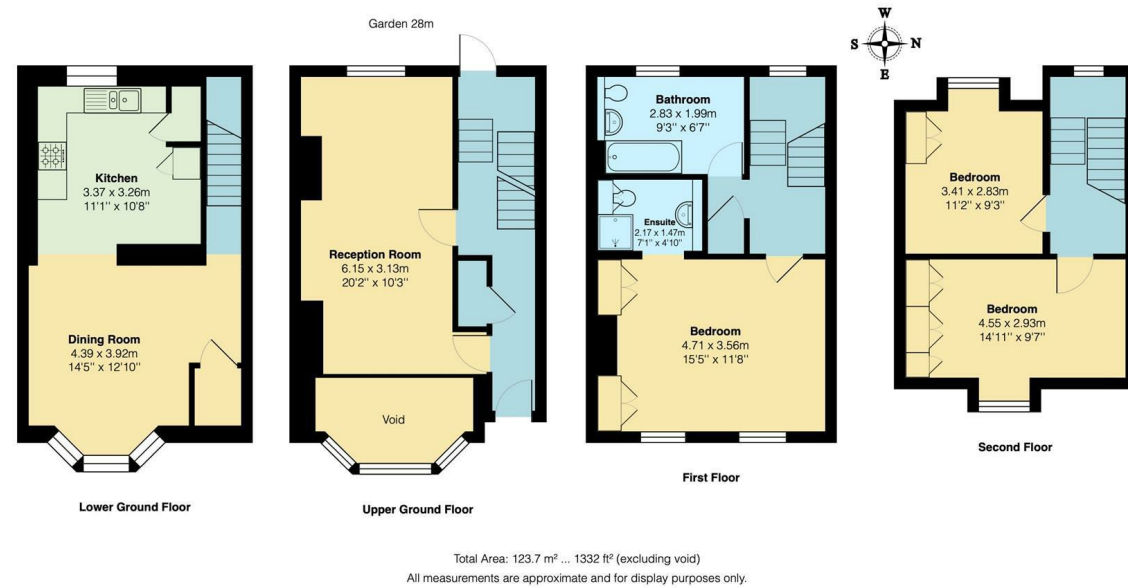 Garden 28m
W
S
N
E
Kitchen
3.37 x 3.26m
11'1'' x 10'8''
Dining Room
4.39 x 3.92m
14'5'' x 12'10''
Lower Ground Floor
Reception Room
6.15 x 3.13m
20'2'' x 10'3''
Void
Upper Ground Floor
Bathroom
2.83 x 1.99m
9'3'' x 6'7''
Ensuite
2.17 x 1.47m
7'1'' x 4'10''
Bedroom
4.71 x 3.56m
15'5'' x 11'8''
First Floor
Bedroom
3.41 x 2.83m
11'2'' x 9'3''
Bedroom
4.55 x 2.93m
14'11'' x 9'7''
Second Floor
Total Area: 123.7 m² ... 1332 ft² (excluding void)
All measurements are approximate and for display purposes only.